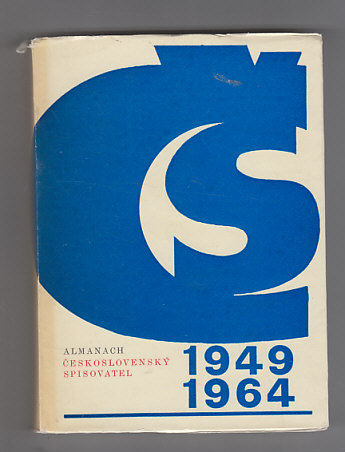 ČS
ALMANACH
ČESKOSLOVENSKÝ
SPISOVATEL
1949
1964